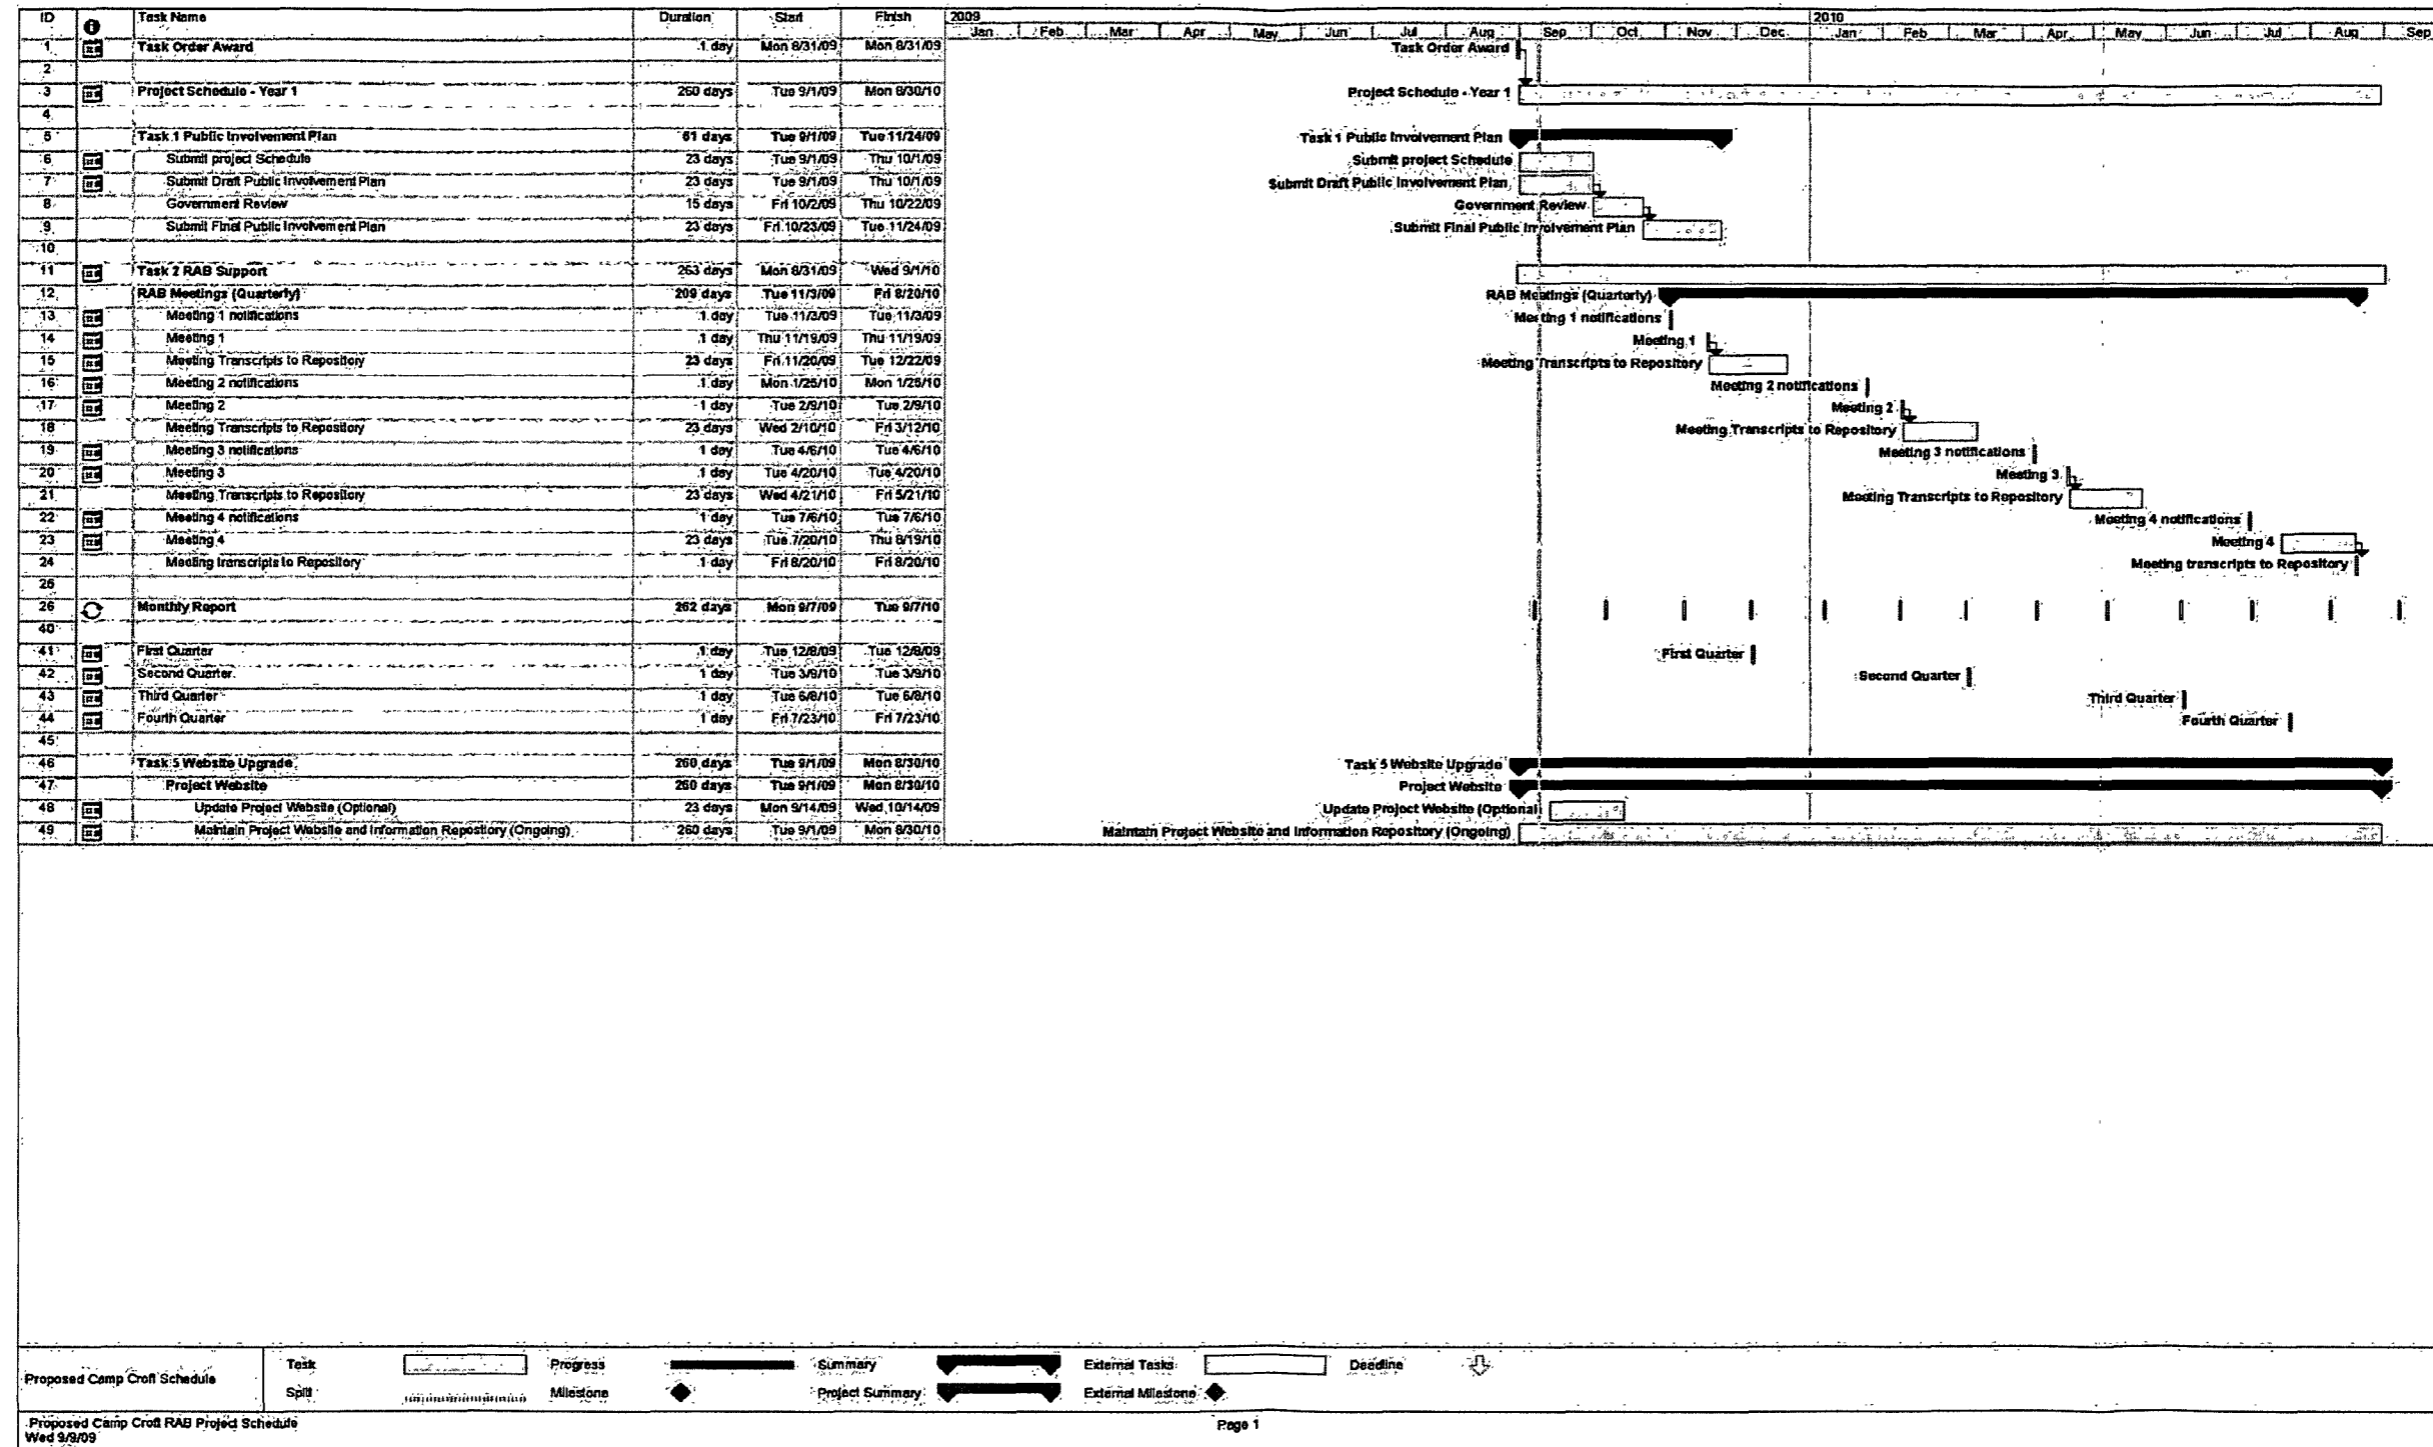 ID Task Name Duration Start Finish 2009 2010
Jan Feb Mar Apr May Jun Jul Aug Sep Oct Nov Dec Jan Feb Mar Apr May Jun Jul Aug Sep
1 Task Order Award 1 day Mon 8/31/09 Mon 8/31/09 Task Order Award
2
3 Project Schedule - Year 1 260 days Tue 9/1/09 Mon 8/30/10 Project Schedule - Year 1
4
5 Task 1 Public Involvement Plan 61 days Tue 9/1/09 Tue 11/24/09 Task 1 Public Involvement Plan
6 Submit project Schedule 23 days Tue 9/1/09 Thu 10/1/09 Submit project Schedule
7 Submit Draft Public Involvement Plan 23 days Tue 9/1/09 Thu 10/1/09 Submit Draft Public Involvement Plan
8 Government Review 15 days Fri 10/2/09 Thu 10/22/09 Government Review
9 Submit Final Public Involvement Plan 23 days Fri 10/23/09 Tue 11/24/09 Submit Final Public Involvement Plan
10
11 Task 2 RAB Support 263 days Mon 8/31/09 Wed 9/1/10
12 RAB Meetings (Quarterly) 209 days Tue 11/3/09 Fri 8/20/10 RAB Meetings (Quarterly)
13 Meeting 1 notifications 1 day Tue 11/3/09 Tue 11/3/09 Meeting 1 notifications
14 Meeting 1 1 day Thu 11/19/09 Thu 11/19/09 Meeting 1
15 Meeting Transcripts to Repository 23 days Fri 11/20/09 Tue 12/22/09 Meeting Transcripts to Repository
16 Meeting 2 notifications 1 day Mon 1/25/10 Mon 1/25/10 Meeting 2 notifications
17 Meeting 2 1 day Tue 2/9/10 Tue 2/9/10 Meeting 2
18 Meeting Transcripts to Repository 23 days Wed 2/10/10 Fri 3/12/10 Meeting Transcripts to Repository
19 Meeting 3 notifications 1 day Tue 4/6/10 Tue 4/6/10 Meeting 3 notifications
20 Meeting 3 1 day Tue 4/20/10 Tue 4/20/10 Meeting 3
21 Meeting Transcripts to Repository 23 days Wed 4/21/10 Fri 5/21/10 Meeting Transcripts to Repository
22 Meeting 4 notifications 1 day Tue 7/6/10 Tue 7/6/10 Meeting 4 notifications
23 Meeting 4 23 days Tue 7/20/10 Thu 8/19/10 Meeting 4
24 Meeting transcripts to Repository 1 day Fri 8/20/10 Fri 8/20/10 Meeting transcripts to Repository
25
26 Monthly Report 262 days Mon 9/7/09 Tue 9/7/10
40
41 First Quarter 1 day Tue 12/8/09 Tue 12/8/09 First Quarter
42 Second Quarter 1 day Tue 3/9/10 Tue 3/9/10 Second Quarter
43 Third Quarter 1 day Tue 6/8/10 Tue 6/8/10 Third Quarter
44 Fourth Quarter 1 day Fri 7/23/10 Fri 7/23/10 Fourth Quarter
45
46 Task 5 Website Upgrade 260 days Tue 9/1/09 Mon 8/30/10 Task 5 Website Upgrade
47 Project Website 260 days Tue 9/1/09 Mon 8/30/10 Project Website
48 Update Project Website (Optional) 23 days Mon 9/14/09 Wed 10/14/09 Update Project Website (Optional
49 Maintain Project Website and Information Repostiory (Ongoing) 260 days Tue 9/1/09 Mon 8/30/10 Maintain Project Website and Information Repository (Ongoing)
Task Progress Summary External Tasks Deadline
Proposed Camp Croft Schedule
Split Milestone Project Summary External Milestone
Proposed Camp Croft RAB Project Schedule Page 1
Wed 9/9/09